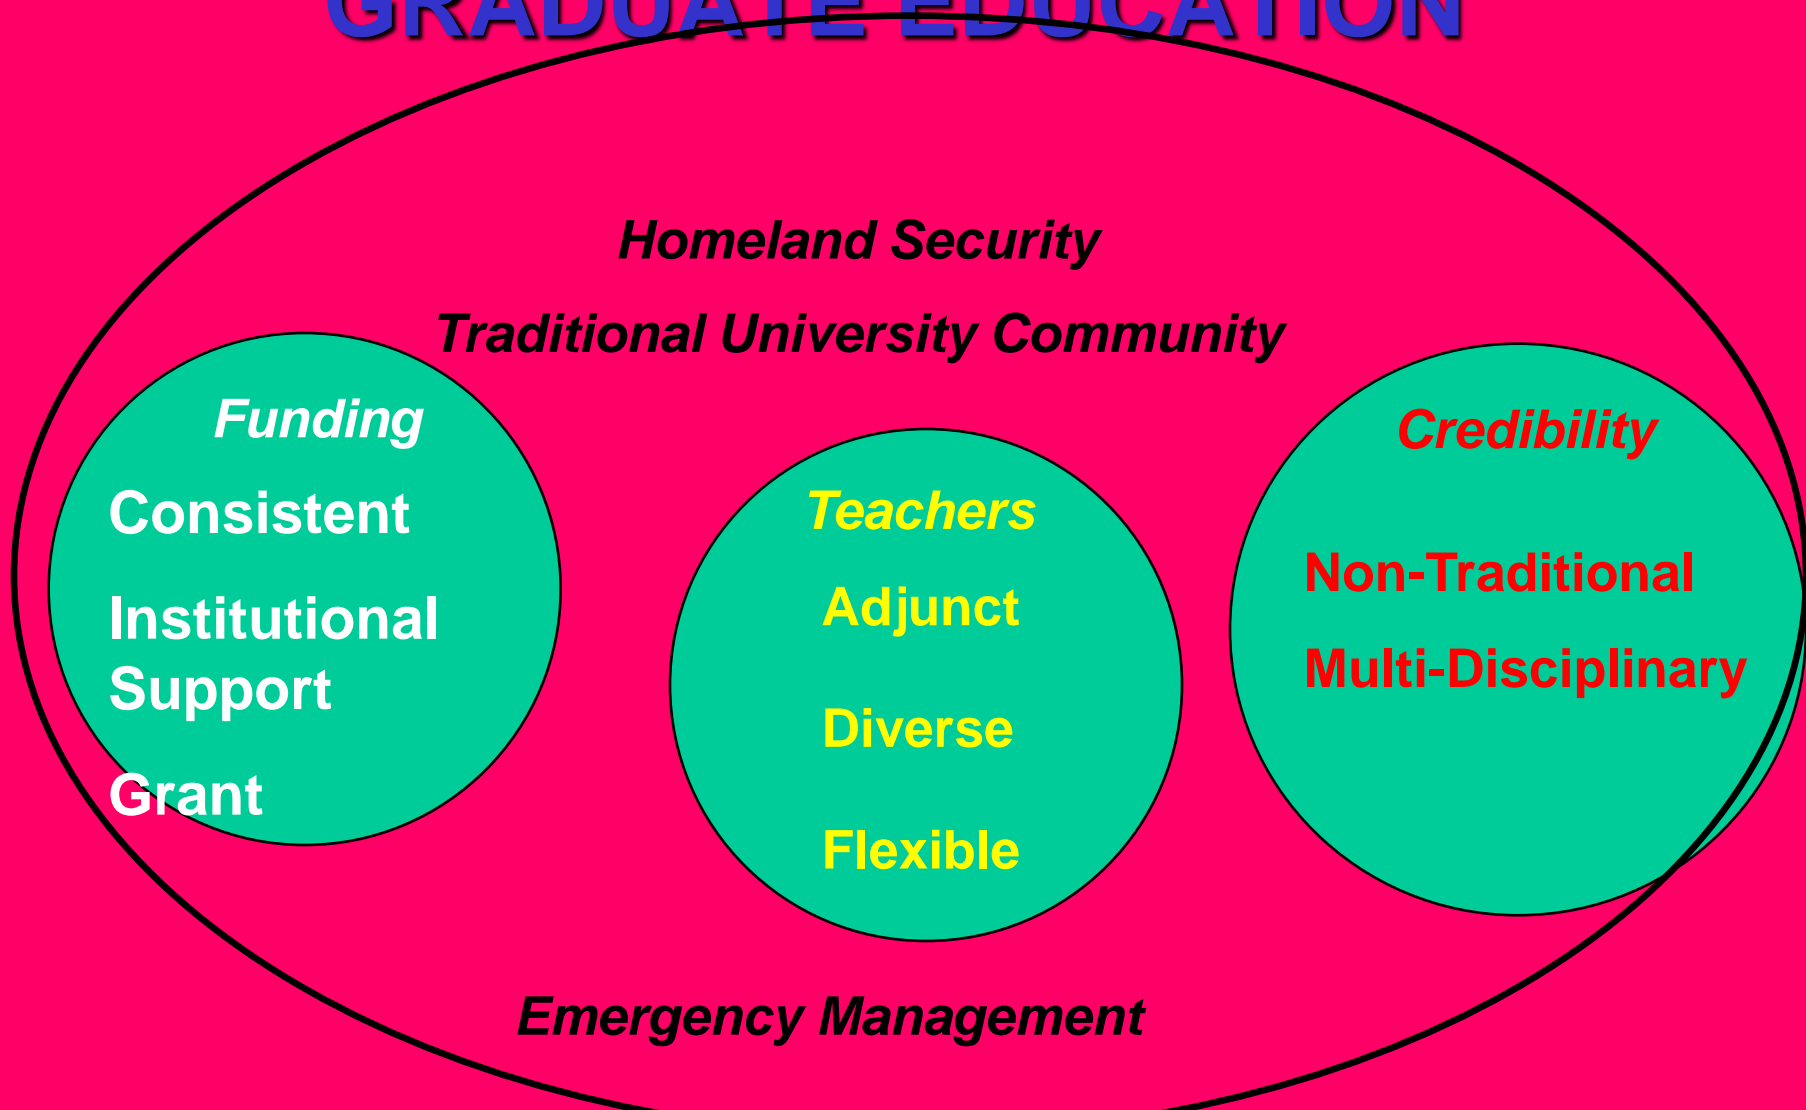 GRADUATE EDUCATION
Homeland Security
Traditional University Community
Funding
Consistent
Institutional
Support
Grant
Teachers
Adjunct
Diverse
Flexible
Credibility
Non-Traditional
Multi-Disciplinary
Emergency Management